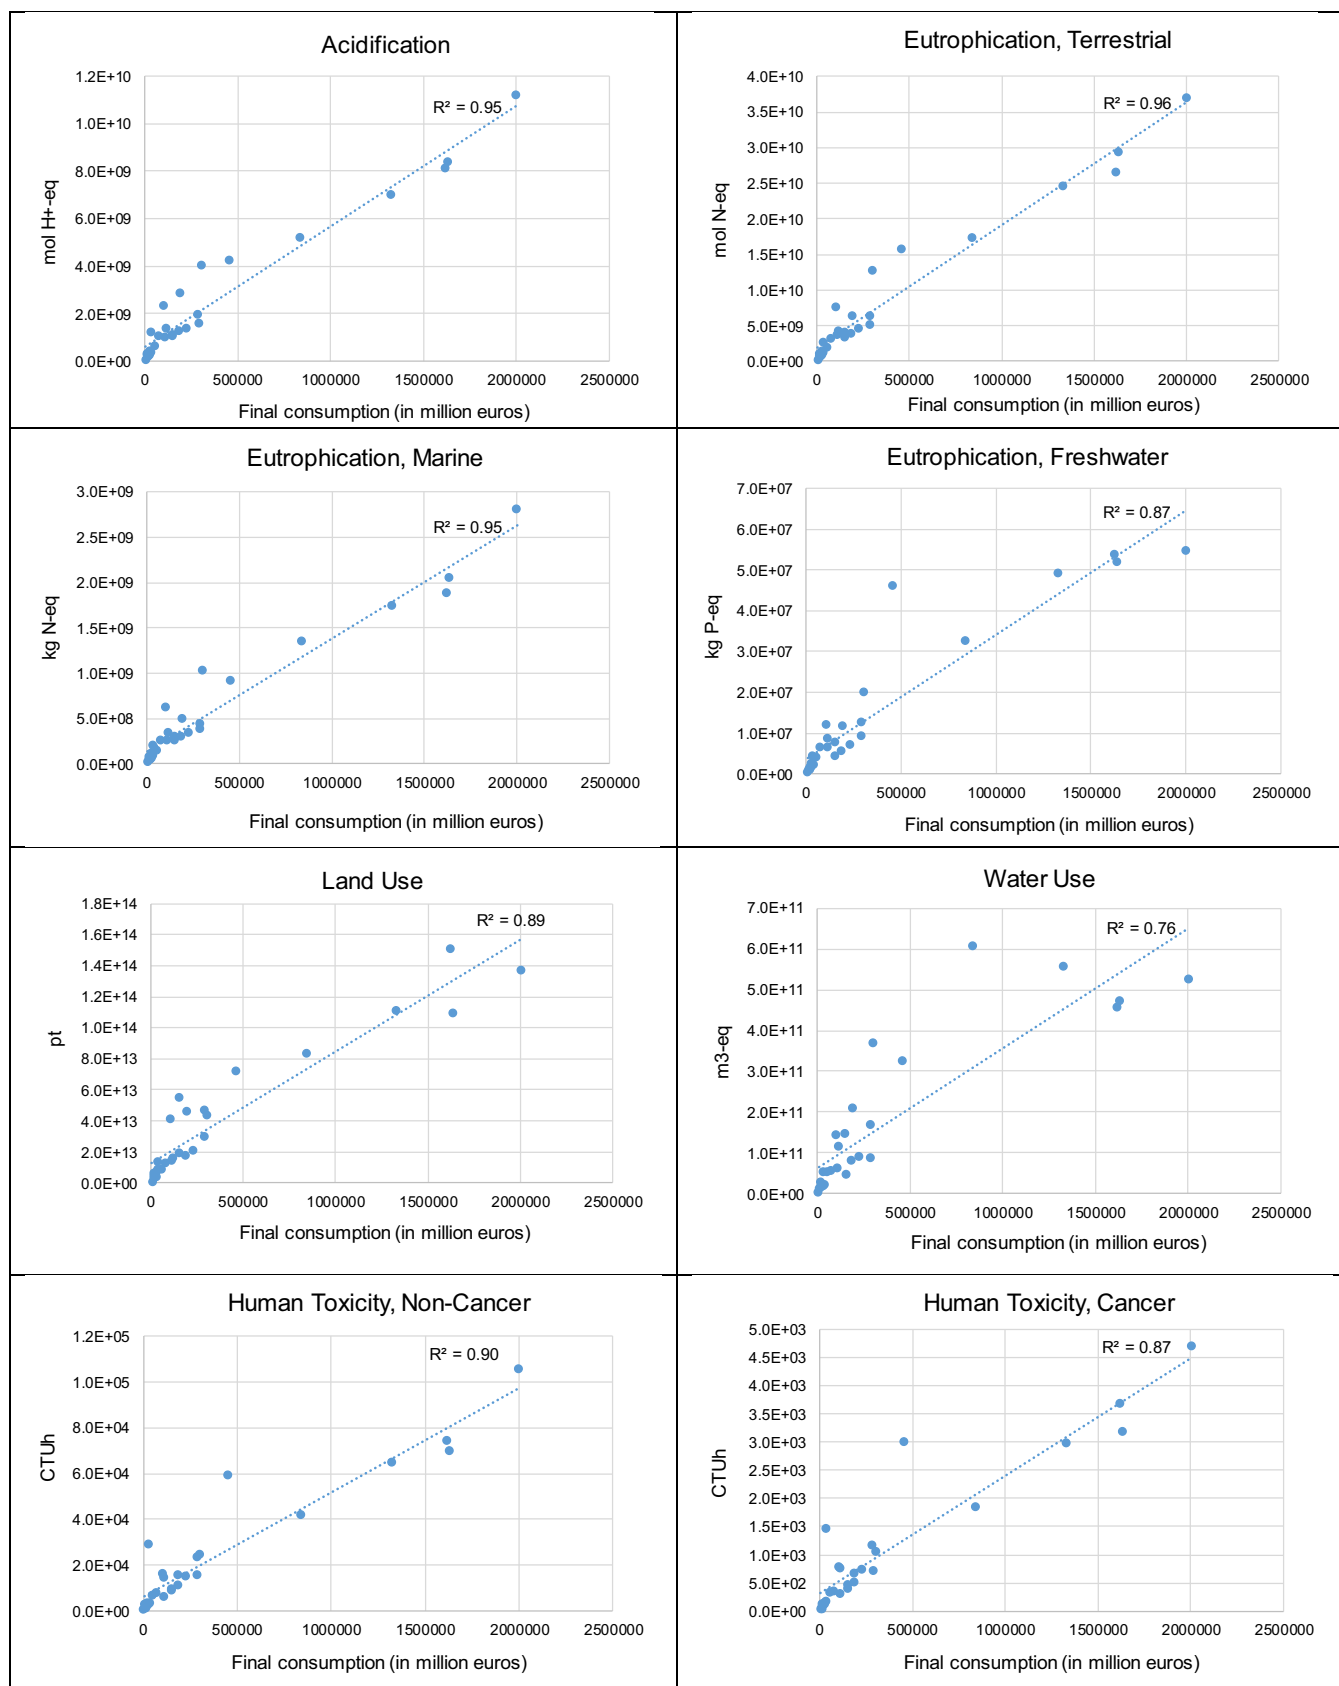 Acidification
mol H+-eq
1.2E+10
1.0E+10
8.0E+09
6.0E+09
4.0E+09
2.0E+09
0.0E+00
R² = 0.95
0 500000 1000000 1500000 2000000 2500000
Final consumption (in million euros)
Eutrophication, Terrestrial
mol N-eq
4.0E+10
3.5E+10
3.0E+10
2.5E+10
2.0E+10
1.5E+10
1.0E+10
5.0E+09
0.0E+00
R² = 0.96
0 500000 1000000 1500000 2000000 2500000
Final consumption (in million euros)
Eutrophication, Marine
kg N-eq
3.0E+09
2.5E+09
2.0E+09
1.5E+09
1.0E+09
5.0E+08
0.0E+00
R² = 0.95
0 500000 1000000 1500000 2000000 2500000
Final consumption (in million euros)
Eutrophication, Freshwater
kg P-eq
7.0E+07
6.0E+07
5.0E+07
4.0E+07
3.0E+07
2.0E+07
1.0E+07
0.0E+00
R² = 0.87
0 500000 1000000 1500000 2000000 2500000
Final consumption (in million euros)
Land Use
pt
1.8E+14
1.6E+14
1.4E+14
1.2E+14
1.0E+14
8.0E+13
6.0E+13
4.0E+13
2.0E+13
0.0E+00
R² = 0.89
0 500000 1000000 1500000 2000000 2500000
Final consumption (in million euros)
Water Use
m3-eq
7.0E+11
6.0E+11
5.0E+11
4.0E+11
3.0E+11
2.0E+11
1.0E+11
0.0E+00
R² = 0.76
0 500000 1000000 1500000 2000000 2500000
Final consumption (in million euros)
Human Toxicity, Non-Cancer
CTUh
1.2E+05
1.0E+05
8.0E+04
6.0E+04
4.0E+04
2.0E+04
0.0E+00
R² = 0.90
0 500000 1000000 1500000 2000000 2500000
Final consumption (in million euros)
Human Toxicity, Cancer
CTUh
5.0E+03
4.5E+03
4.0E+03
3.5E+03
3.0E+03
2.5E+03
2.0E+03
1.5E+03
1.0E+03
5.0E+02
0.0E+00
R² = 0.87
0 500000 1000000 1500000 2000000 2500000
Final consumption (in million euros)